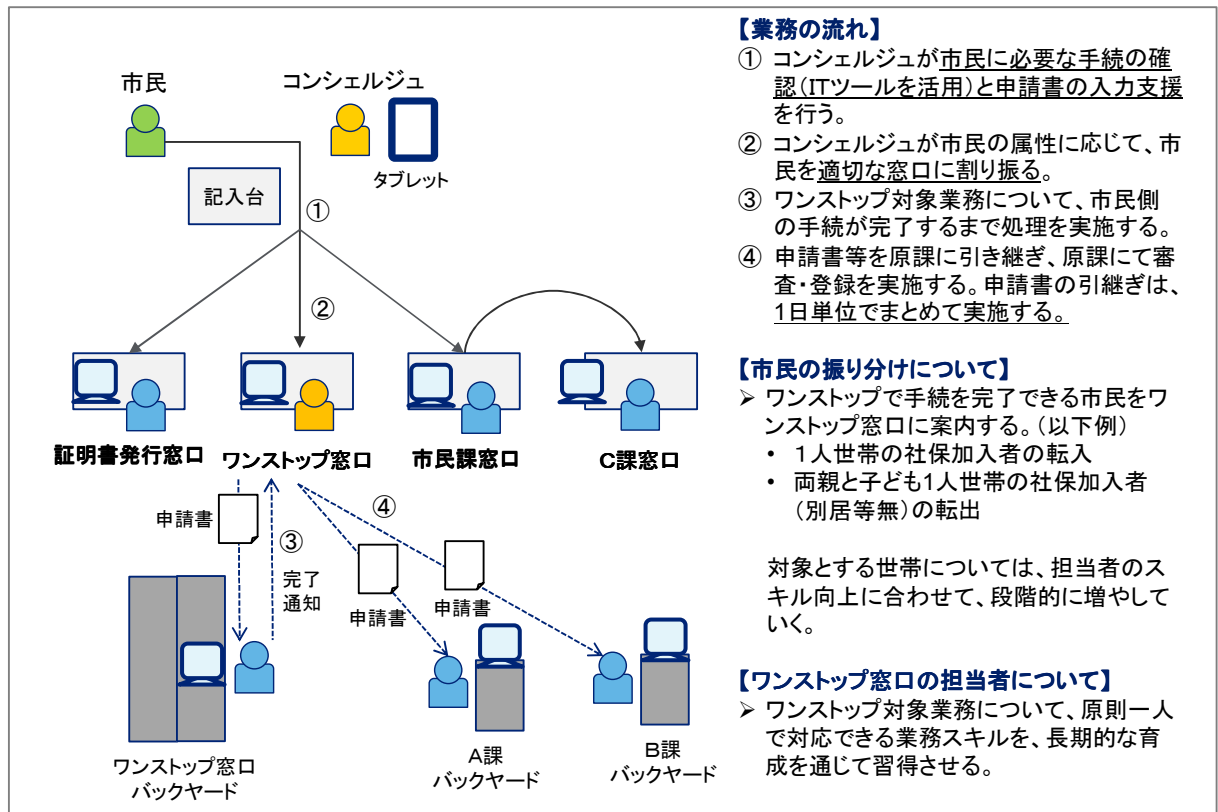 市民
コンシェルジュ
タブレット
記入台
①
②
証明書発行窓口
ワンストップ窓口
市民課窓口
C課窓口
申請書
③
完了
通知
④
申請書
申請書
ワンストップ窓口
バックヤード
A課
バックヤード
B課
バックヤード
【業務の流れ】
① コンシェルジュが市民に必要な手続の確
認(ITツールを活用)と申請書の入力支援
を行う。
② コンシェルジュが市民の属性に応じて、市
民を適切な窓口に割り振る。
③ ワンストップ対象業務について、市民側
の手続が完了するまで処理を実施する。
④ 申請書等を原課に引き継ぎ、原課にて審
査・登録を実施する。申請書の引継ぎは、
1日単位でまとめて実施する。
【市民の振り分けについて】
➢ ワンストップで手続を完了できる市民をワ
ンストップ窓口に案内する。(以下例)
• 1人世帯の社保加入者の転入
• 両親と子ども1人世帯の社保加入者
(別居等無)の転出
対象とする世帯については、担当者のス
キル向上に合わせて、段階的に増やして
いく。
【ワンストップ窓口の担当者について】
➢ ワンストップ対象業務について、原則一人
で対応できる業務スキルを、長期的な育
成を通じて習得させる。